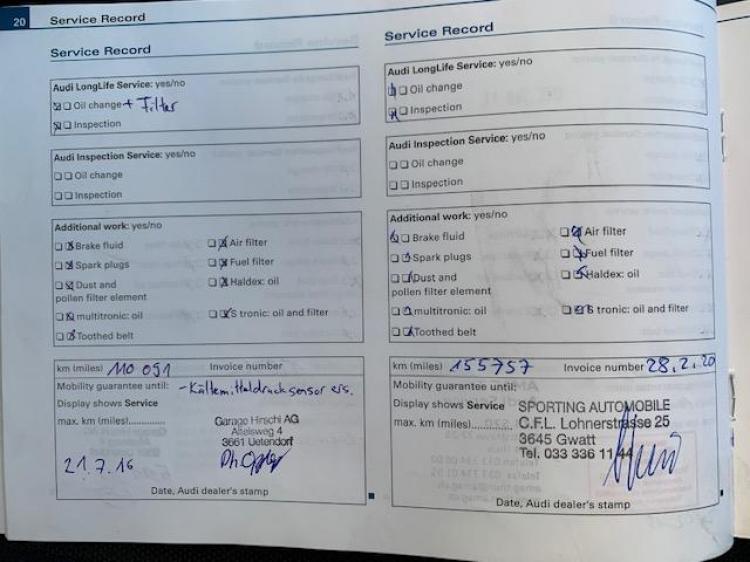 20 Service Record
Service Record
Audi LongLife Service: yes/no
Oil change + Filter
Inspection
Audi Inspection Service: yes/no
Oil change
Inspection
Additional work: yes/no
Brake fluid
Air filter
Spark plugs
Fuel filter
Dust and
pollen filter element
Haldex: oil
multitronic: oil
S tronic: oil and filter
Toothed belt
km (miles) 110 091 Invoice number
Mobility guarantee until: - Kältemitteldrucksensor ers.
Display shows Service
max. km (miles)............
Garage Hirschi AG
Attelsweg 4
3661 Uetendorf
21.7.16
Date, Audi dealer's stamp
Service Record
Service Record
Audi LongLife Service: yes/no
Oil change
Inspection
Audi Inspection Service: yes/no
Oil change
Inspection
Additional work: yes/no
Brake fluid
Air filter
Spark plugs
Fuel filter
Dust and
pollen filter element
Haldex: oil
multitronic: oil
S tronic: oil and filter
Toothed belt
km (miles) 155757 Invoice number 28.2.20
Mobility guarantee until:
Display shows Service
max. km (miles)............
SPORTING AUTOMOBILE
C.F.L. Lohnerstrasse 25
3645 Gwatt
Tel. 033 336 11 44
Date, Audi dealer's stamp